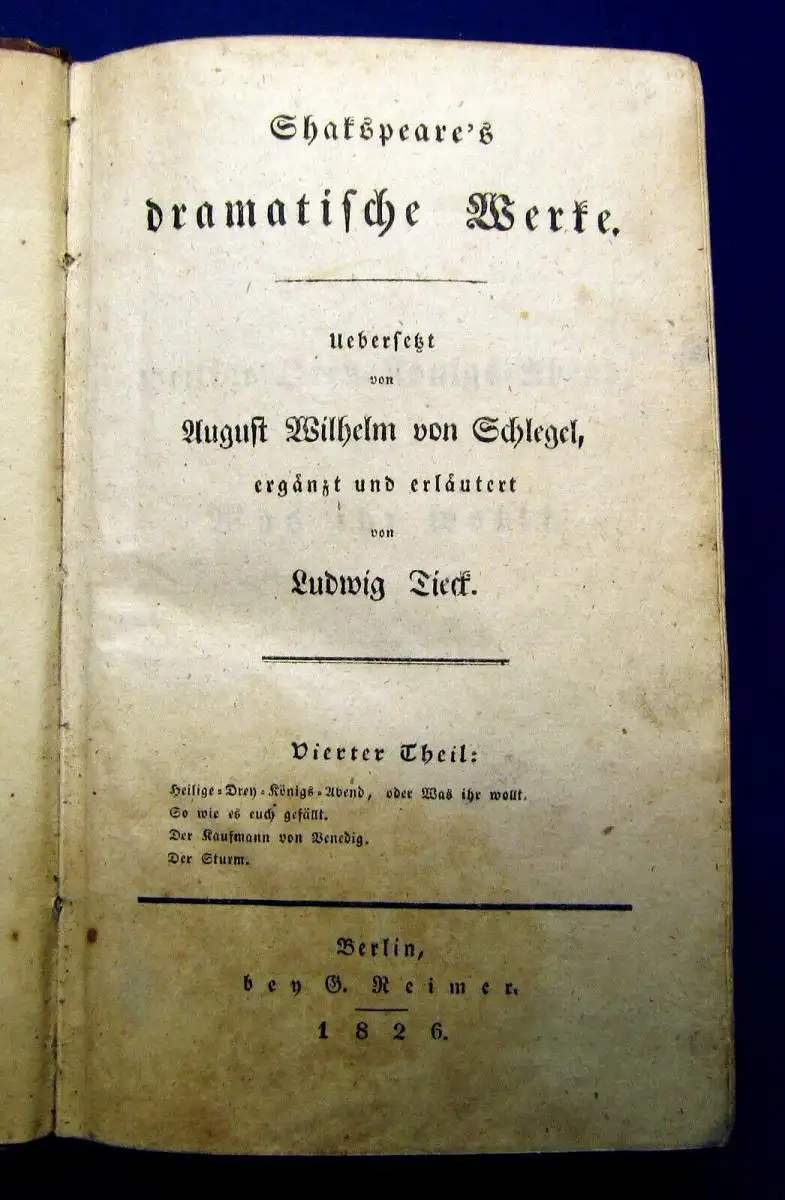 Shakspeare's
dramatische Werke.
Uebersetzt
von
August Wilhelm von Schlegel,
ergänzt und erläutert
von
Ludwig Tieck.
Vierter Theil:
Heilige-Drey-Königs-Abend, oder Was ihr wollt.
So wie es euch gefällt.
Der Kaufmann von Venedig.
Der Sturm.
Berlin,
bey G. Reimer.
1826.